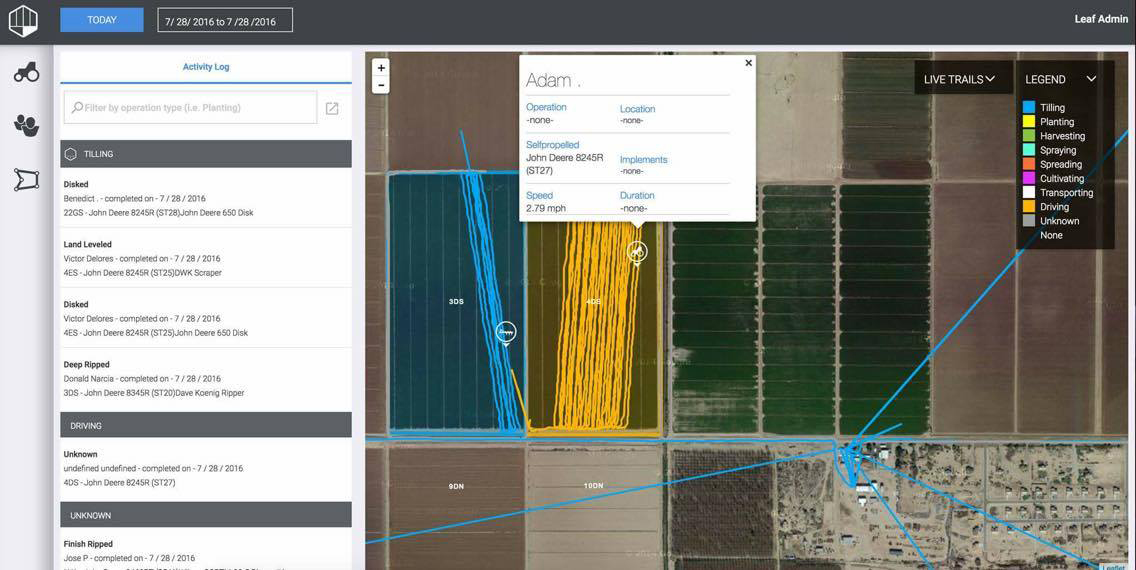 TODAY
7/ 28/ 2016 to 7 /28 /2016
Leaf Admin
Activity Log
Filter by operation type (i.e. Planting)
TILLING
Disked
Benedict . - completed on - 7 / 28 / 2016
22GS - John Deere 8245R (ST28)John Deere 650 Disk
Land Leveled
Victor Delores - completed on - 7 / 28 / 2016
4ES - John Deere 8245R (ST25)DWK Scraper
Disked
Victor Delores - completed on - 7 / 28 / 2016
4ES - John Deere 8245R (ST25)John Deere 650 Disk
Deep Ripped
Donald Narcia - completed on - 7 / 28 / 2016
3DS - John Deere 8345R (ST20)Dave Koenig Ripper
DRIVING
Unknown
undefined undefined - completed on - 7 / 28 / 2016
4DS - John Deere 8245R (ST27)
UNKNOWN
Finish Ripped
Jose P - completed on - 7 / 28 / 2016
+
-
Adam .
×
Operation
-none-
Location
-none-
Selfpropelled
John Deere 8245R
(ST27)
Implements
-none-
Speed
2.79 mph
Duration
-none-
LIVE TRAILS
LEGEND
Tilling
Planting
Harvesting
Spraying
Spreading
Cultivating
Transporting
Driving
Unknown
None
3DS
4DS
9DN
10DN
Leaflet